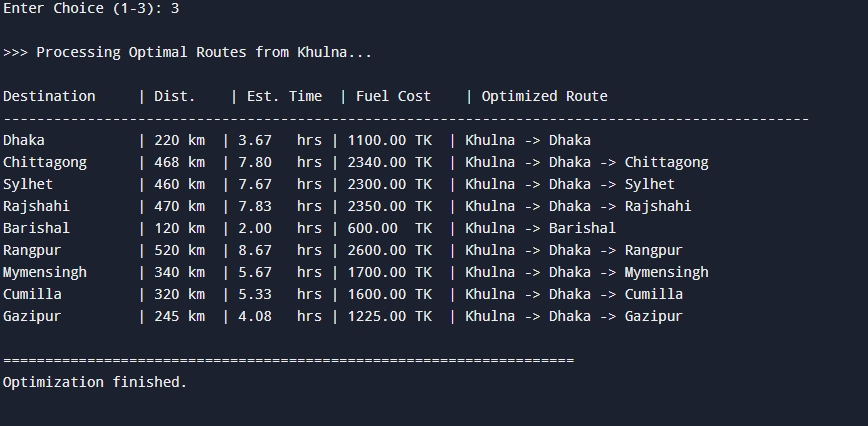 Enter Choice (1-3): 3
>>> Processing Optimal Routes from Khulna...
Destination     | Dist.    | Est. Time  | Fuel Cost    | Optimized Route
------------------------------------------------------------------------------------------------
Dhaka           | 220 km  | 3.67   hrs | 1100.00 TK  | Khulna -> Dhaka
Chittagong      | 468 km  | 7.80   hrs | 2340.00 TK  | Khulna -> Dhaka -> Chittagong
Sylhet          | 460 km  | 7.67   hrs | 2300.00 TK  | Khulna -> Dhaka -> Sylhet
Rajshahi        | 470 km  | 7.83   hrs | 2350.00 TK  | Khulna -> Dhaka -> Rajshahi
Barishal        | 120 km  | 2.00   hrs | 600.00  TK  | Khulna -> Barishal
Rangpur         | 520 km  | 8.67   hrs | 2600.00 TK  | Khulna -> Dhaka -> Rangpur
Mymensingh      | 340 km  | 5.67   hrs | 1700.00 TK  | Khulna -> Dhaka -> Mymensingh
Cumilla         | 320 km  | 5.33   hrs | 1600.00 TK  | Khulna -> Dhaka -> Cumilla
Gazipur         | 245 km  | 4.08   hrs | 1225.00 TK  | Khulna -> Dhaka -> Gazipur
====================================================================
Optimization finished.